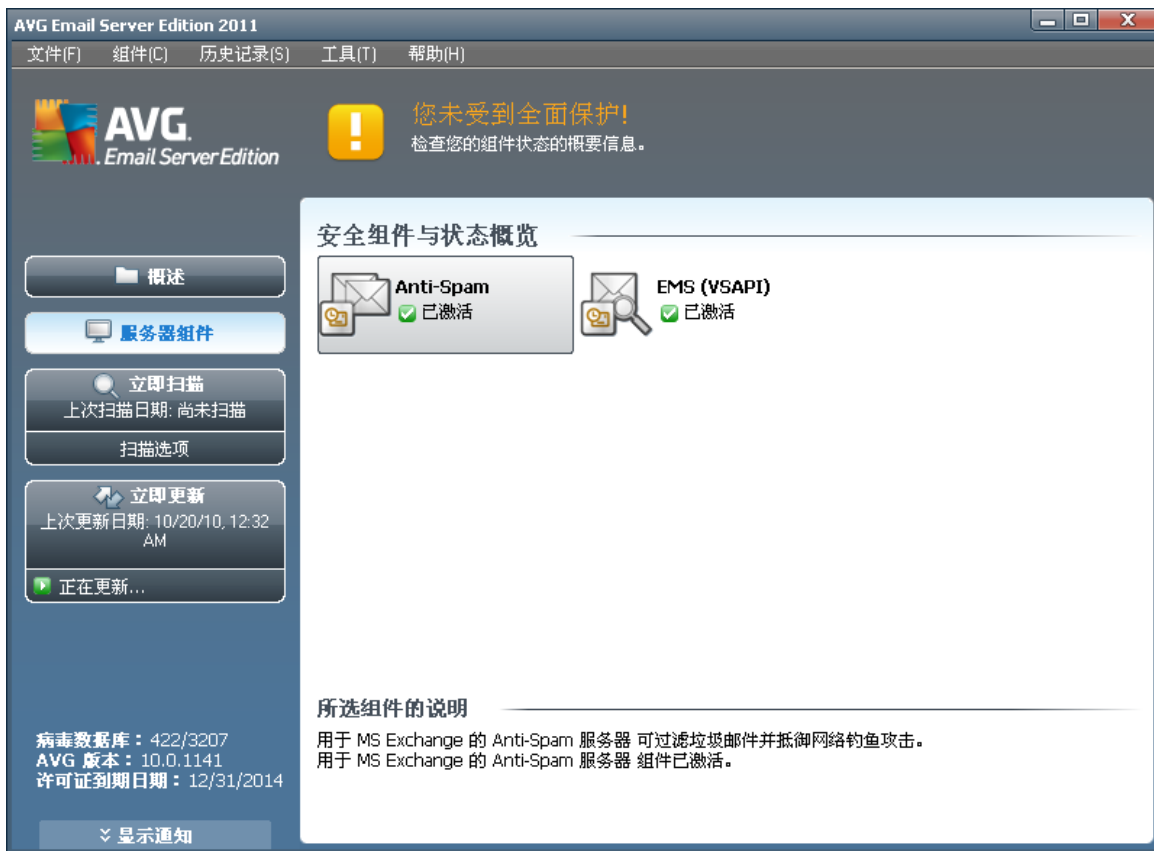 AVG Email Server Edition 2011
文件(F) 组件(C) 历史记录(S) 工具(T) 帮助(H)
AVG.
Email Server Edition
您未受到全面保护!
检查您的组件状态的概要信息。
概述
服务器组件
立即扫描
上次扫描日期: 尚未扫描
扫描选项
立即更新
上次更新日期: 10/20/10, 12:32
AM
正在更新...
病毒数据库：422/3207
AVG 版本：10.0.1141
许可证到期日期：12/31/2014
显示通知
安全组件与状态概览
Anti-Spam
已激活
EMS (VSAPI)
已激活
所选组件的说明
用于 MS Exchange 的 Anti-Spam 服务器 可过滤垃圾邮件并抵御网络钓鱼攻击。
用于 MS Exchange 的 Anti-Spam 服务器 组件已激活。